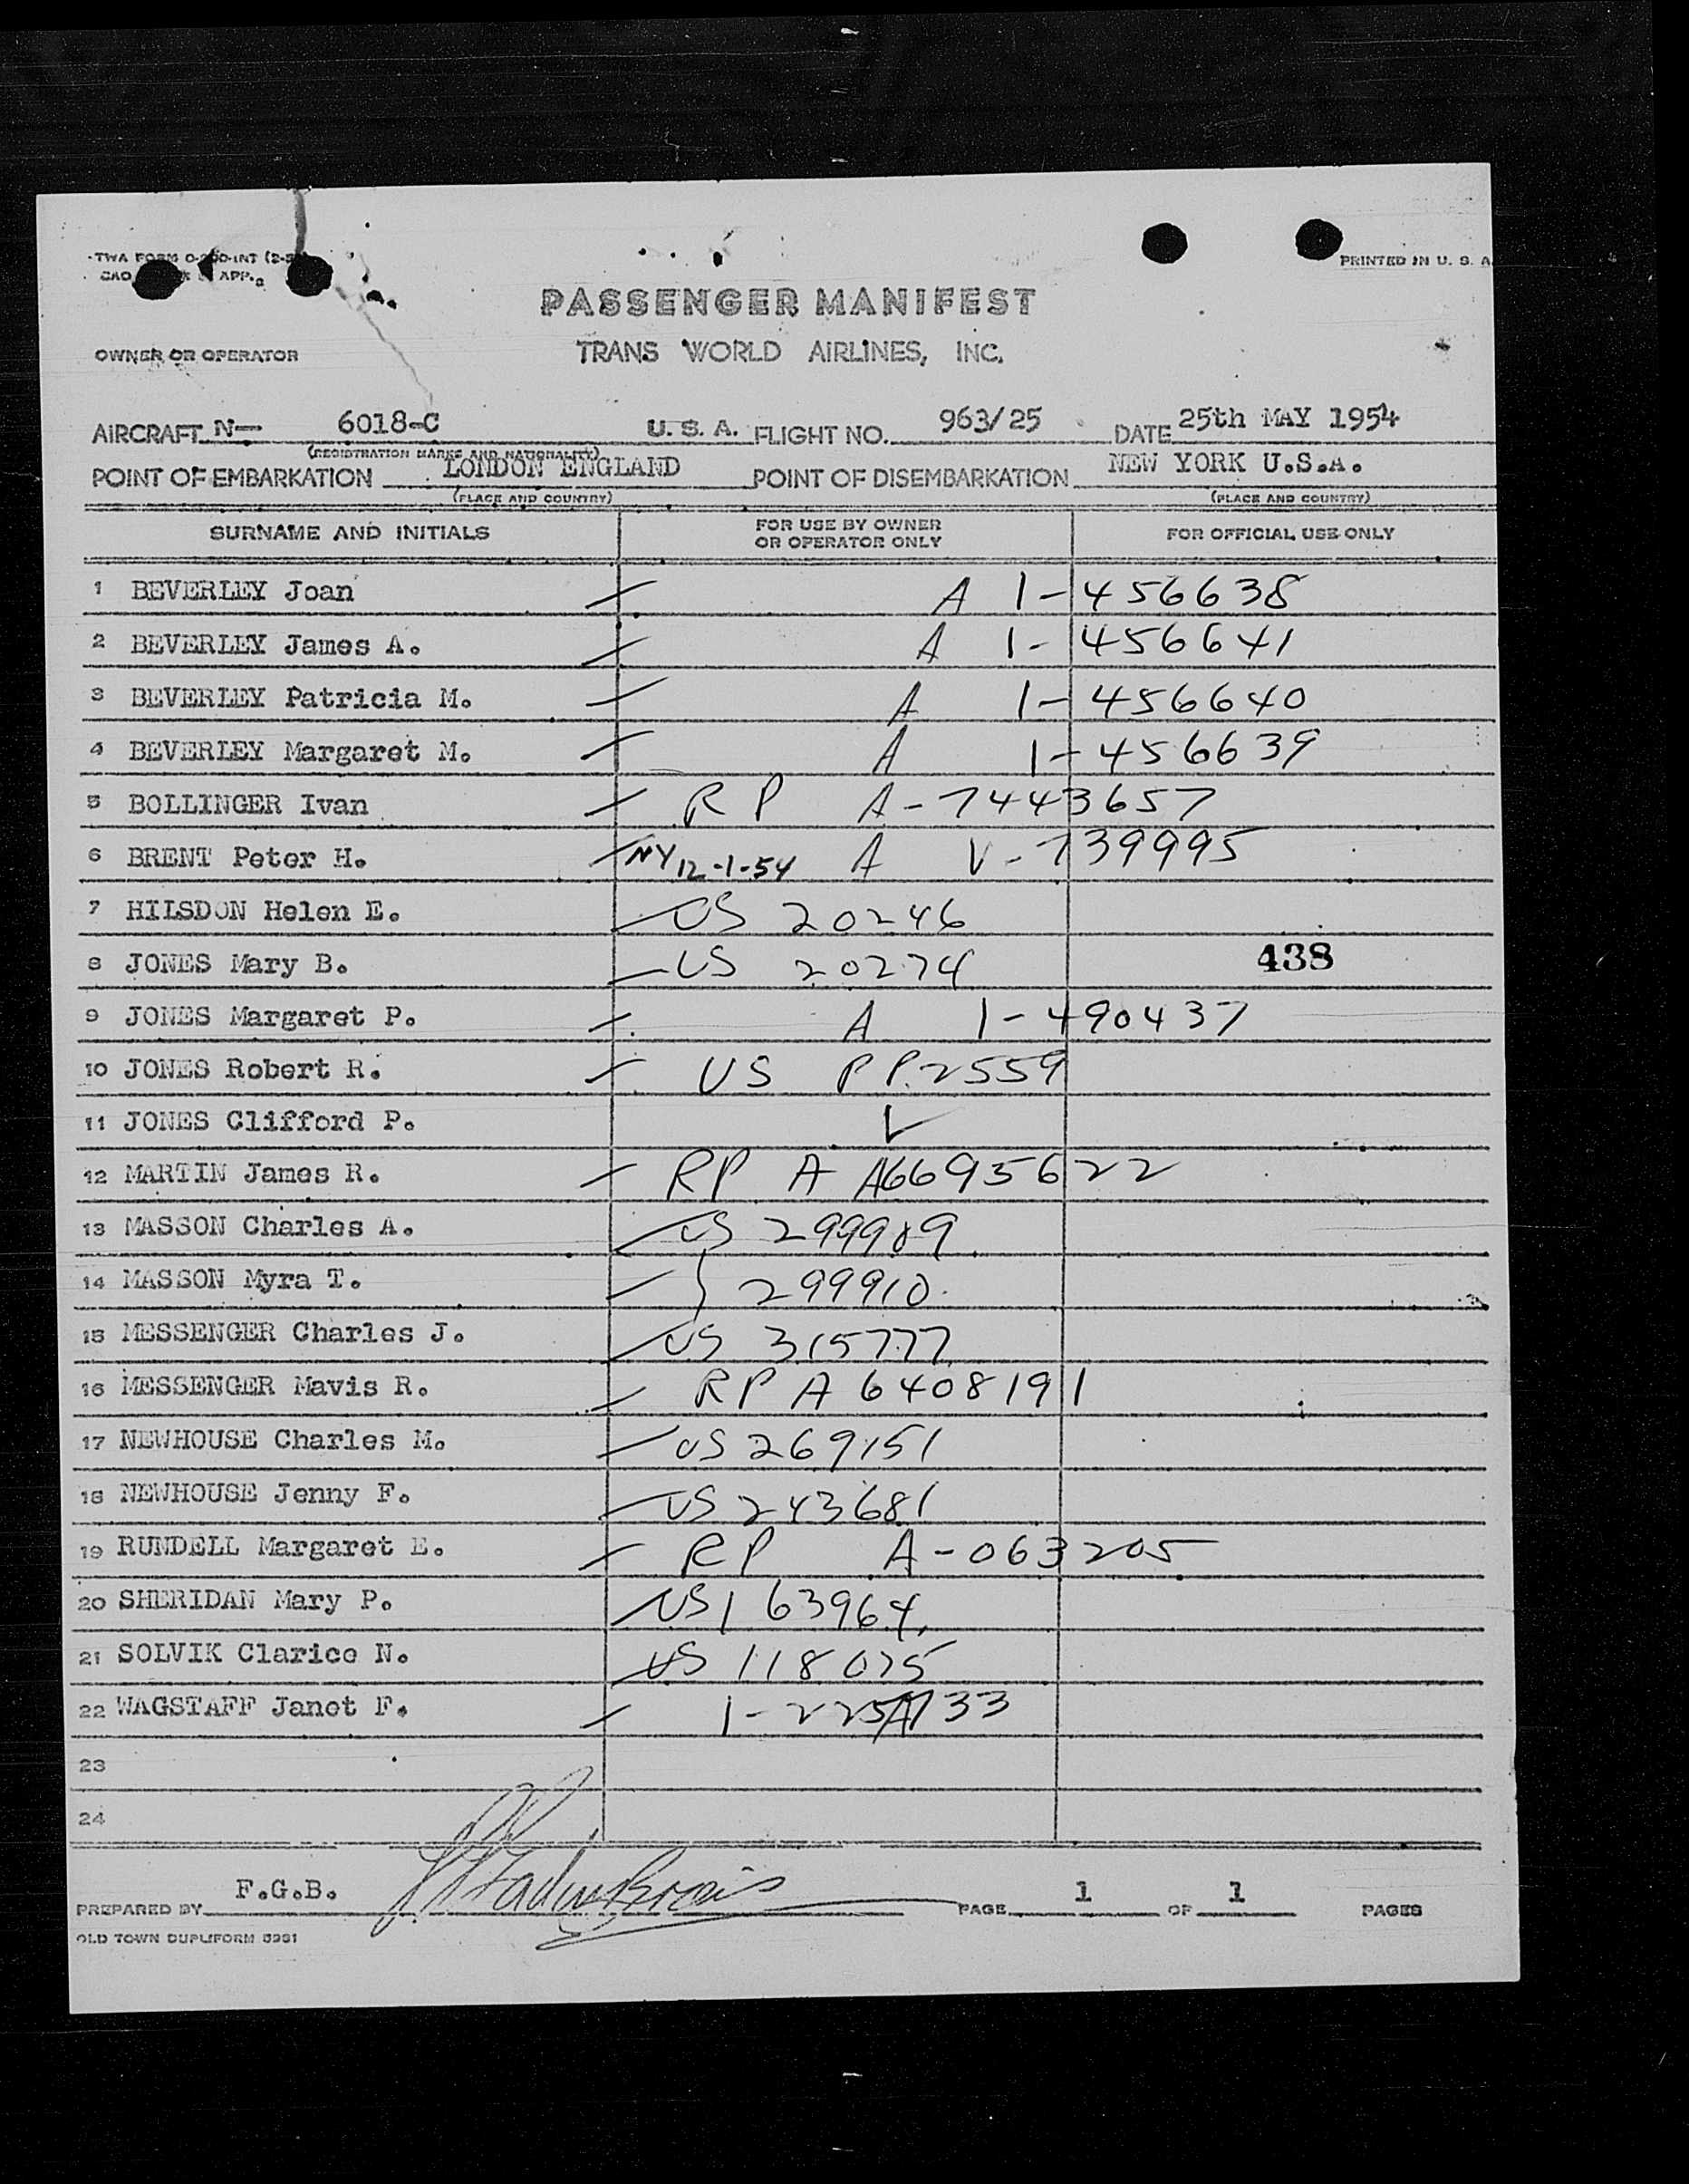 TWA FORM
CAO APP.
PRINTED IN U. S. A.
PASSENGER MANIFEST
OWNER OR OPERATOR TRANS WORLD AIRLINES, INC.
AIRCRAFT N- 6018-C U. S. A. FLIGHT NO. 963/25 DATE 25th MAY 1954
(REGISTRATION MARKS AND NATIONALITY)
POINT OF EMBARKATION LONDON ENGLAND POINT OF DISEMBARKATION NEW YORK U.S.A.
(PLACE AND COUNTRY) (PLACE AND COUNTRY)
SURNAME AND INITIALS FOR USE BY OWNER OR OPERATOR ONLY FOR OFFICIAL USE ONLY
1 BEVERLEY Joan A 1-456638
2 BEVERLEY James A. A 1-456641
3 BEVERLEY Patricia M. A 1-456640
4 BEVERLEY Margaret M. A 1-456639
5 BOLLINGER Ivan RP A-7443657
6 BRENT Peter H. NY 12-1-54 A V-739995
7 HILSDON Helen E. US 20246
8 JONES Mary B. US 20274 438
9 JONES Margaret P. A 1-490437
10 JONES Robert R. US PP.2559
11 JONES Clifford P. ✓
12 MARTIN James R. RP A A6695622
13 MASSON Charles A. US 299909
14 MASSON Myra T. 299910
15 MESSENGER Charles J. US 315777
16 MESSENGER Mavis R. RP A 6408191
17 NEWHOUSE Charles M. US 269151
18 NEWHOUSE Jenny F. US 243681
19 RUNDELL Margaret E. RP A-063205
20 SHERIDAN Mary P. US 163964
21 SOLVIK Clarice N. US 118075
22 WAGSTAFF Janet F.
23
24
PREPARED BY F.G.B. PAGE 1 OF 1 PAGES
OLD TOWN DUPLIFORM